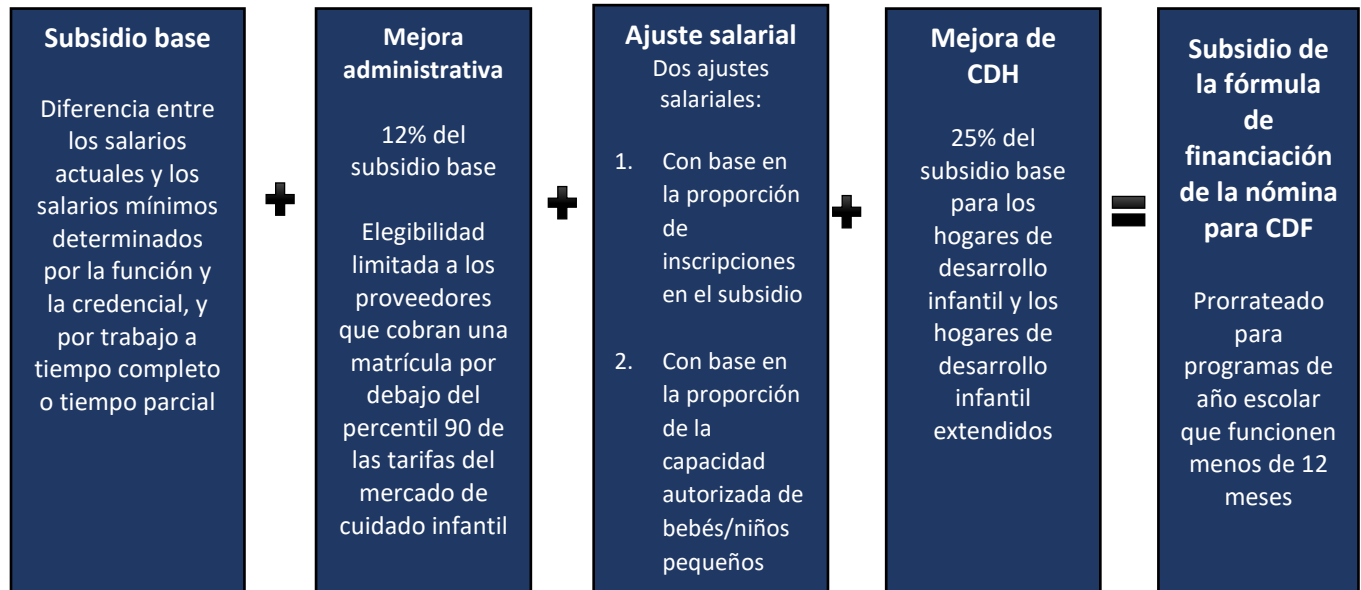 Subsidio base
Diferencia entre
los salarios
actuales y los
salarios mínimos
determinados
por la función y
la credencial, y
por trabajo a
tiempo completo
o tiempo parcial
Mejora
administrativa
12% del
subsidio base
Elegibilidad
limitada a los
proveedores
que cobran una
matrícula por
debajo del
percentil 90 de
las tarifas del
mercado de
cuidado infantil
Ajuste salarial
Dos ajustes
salariales:
1. Con base en
la proporción
de
inscripciones
en el subsidio
2. Con base en
la proporción
de la
capacidad
autorizada de
bebés/niños
pequeños
Mejora de
CDH
25% del
subsidio base
para los
hogares de
desarrollo
infantil y los
hogares de
desarrollo
infantil
extendidos
Subsidio de
la fórmula
de
financiación
de la nómina
para CDF
Prorrateado
para
programas de
año escolar
que funcionen
menos de 12
meses